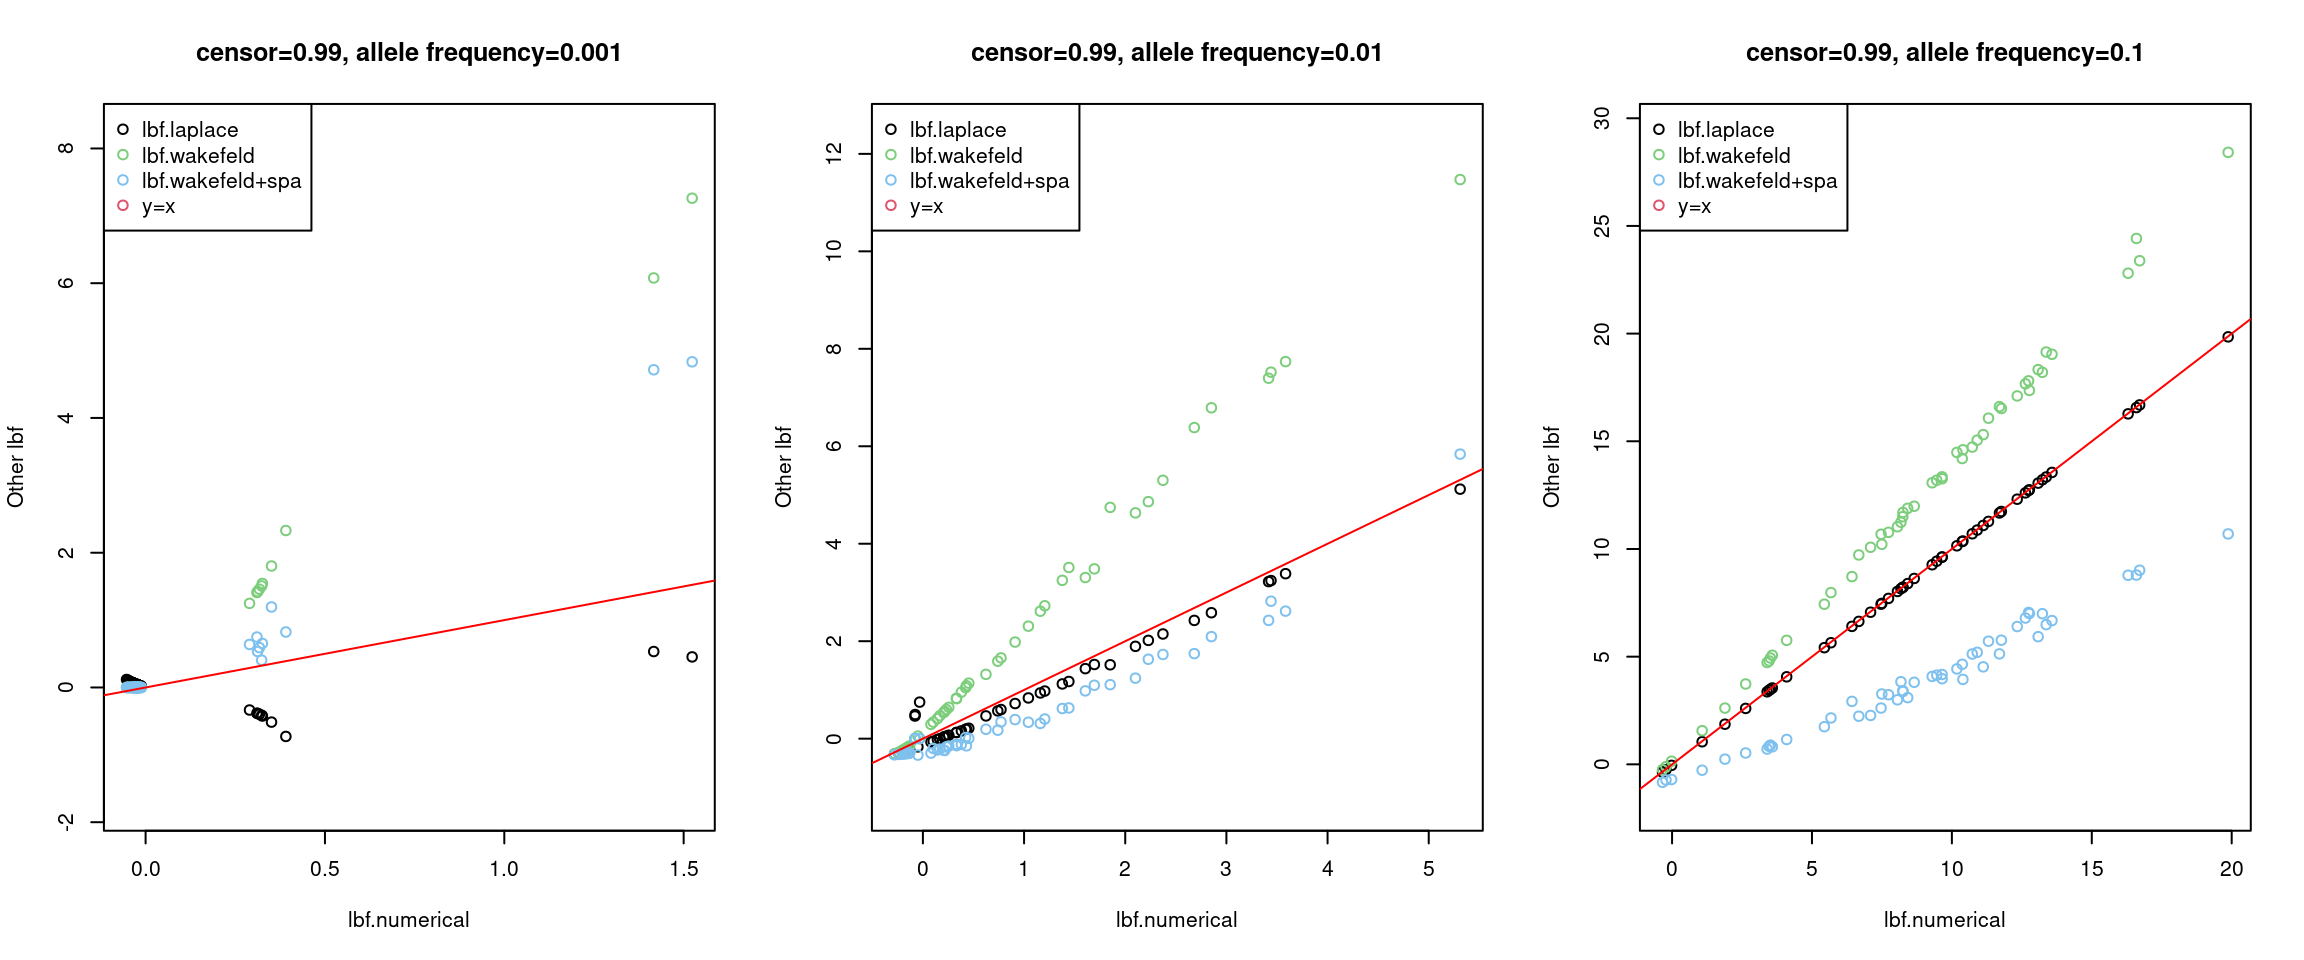 censor=0.99, allele frequency=0.001
lbf.laplace
lbf.wakefeld
lbf.wakefeld+spa
y=x
Other lbf
8
6
4
2
0
-2
0.0 0.5 1.0 1.5
lbf.numerical
censor=0.99, allele frequency=0.01
lbf.laplace
lbf.wakefeld
lbf.wakefeld+spa
y=x
Other lbf
12
10
8
6
4
2
0
0 1 2 3 4 5
lbf.numerical
censor=0.99, allele frequency=0.1
lbf.laplace
lbf.wakefeld
lbf.wakefeld+spa
y=x
Other lbf
30
25
20
15
10
5
0
0 5 10 15 20
lbf.numerical